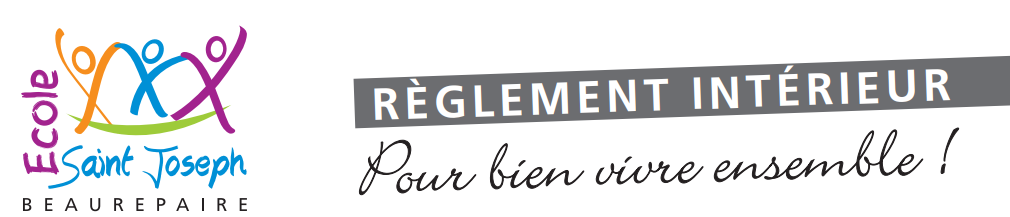 Ecole
Saint Joseph
BEAUREPAIRE
RÈGLEMENT INTÉRIEUR
Pour bien vivre ensemble !